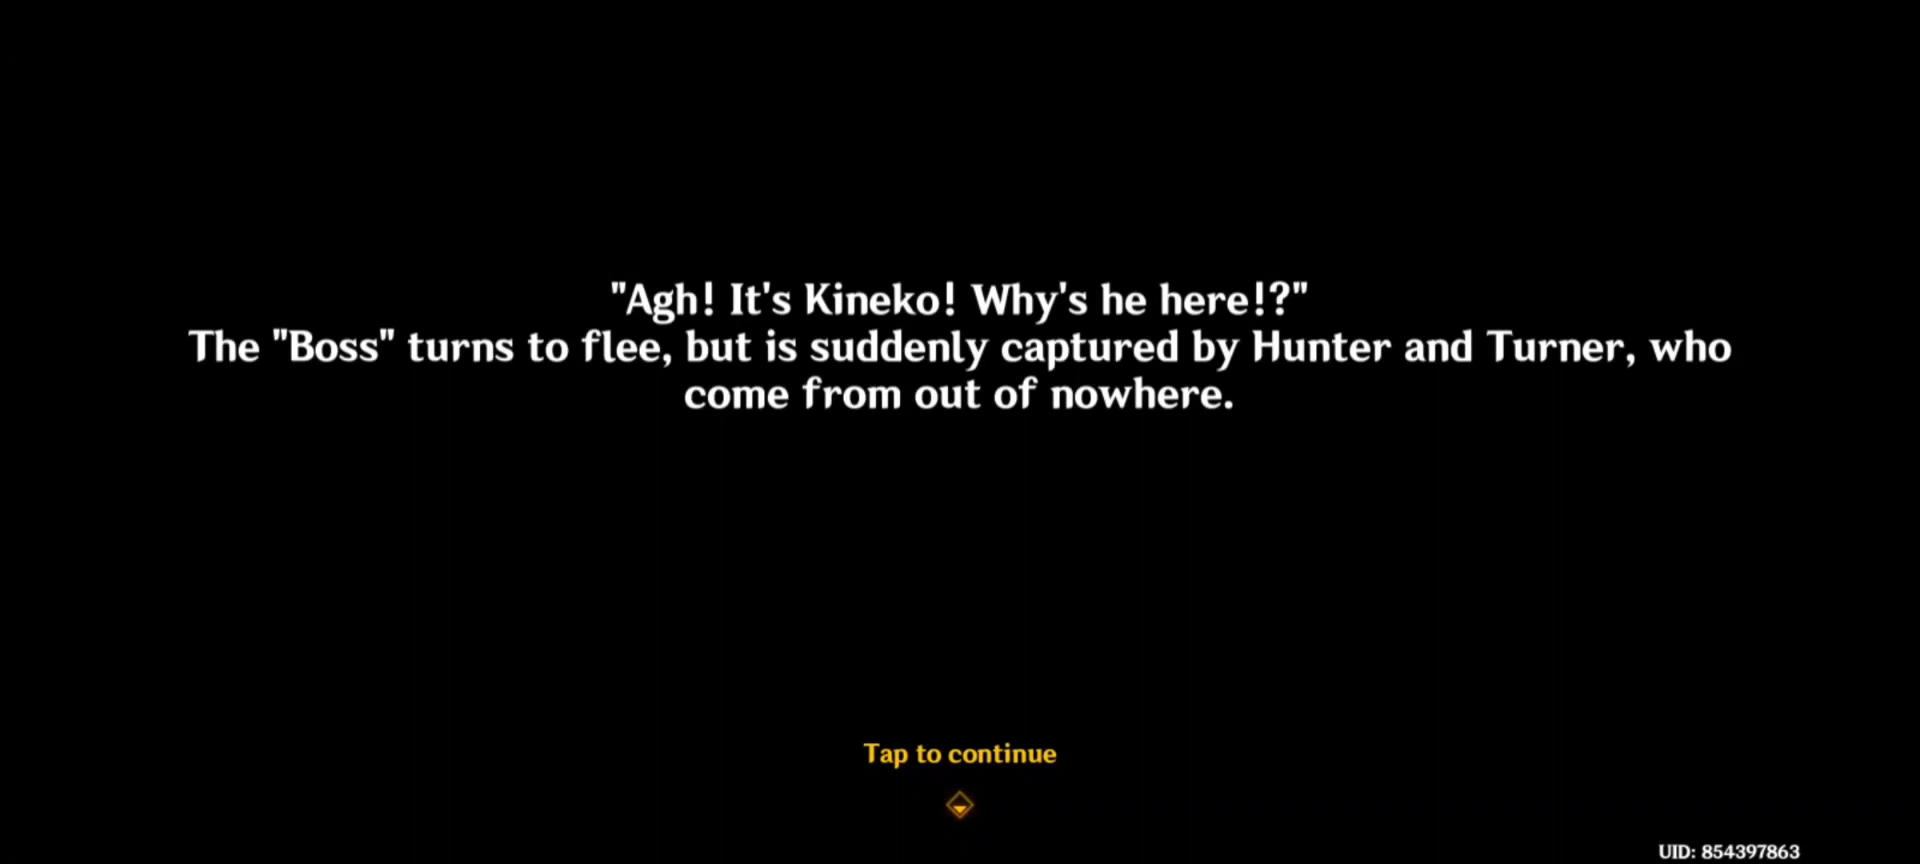 "Agh! It's Kineko! Why's he here!?"
The "Boss" turns to flee, but is suddenly captured by Hunter and Turner, who
come from out of nowhere.
Tap to continue
UID: 854397863